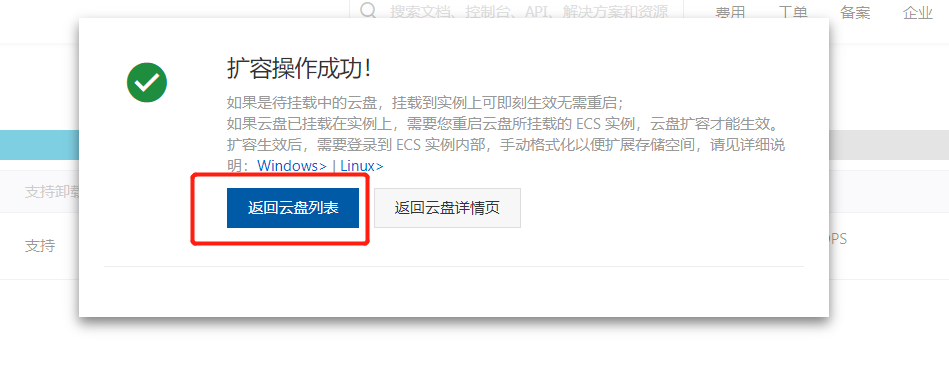 搜索文档、控制台、API、解决方案和资源
费用 工单 备案 企业
扩容操作成功！
如果是待挂载中的云盘，挂载到实例上可即刻生效无需重启；
如果云盘已挂载在实例上，需要您重启云盘所挂载的 ECS 实例，云盘扩容才能生效。
扩容生效后，需要登录到 ECS 实例内部，手动格式化以便扩展存储空间，请见详细说
明：Windows> | Linux>
支持卸载
返回云盘列表 返回云盘详情页
支持
OPS